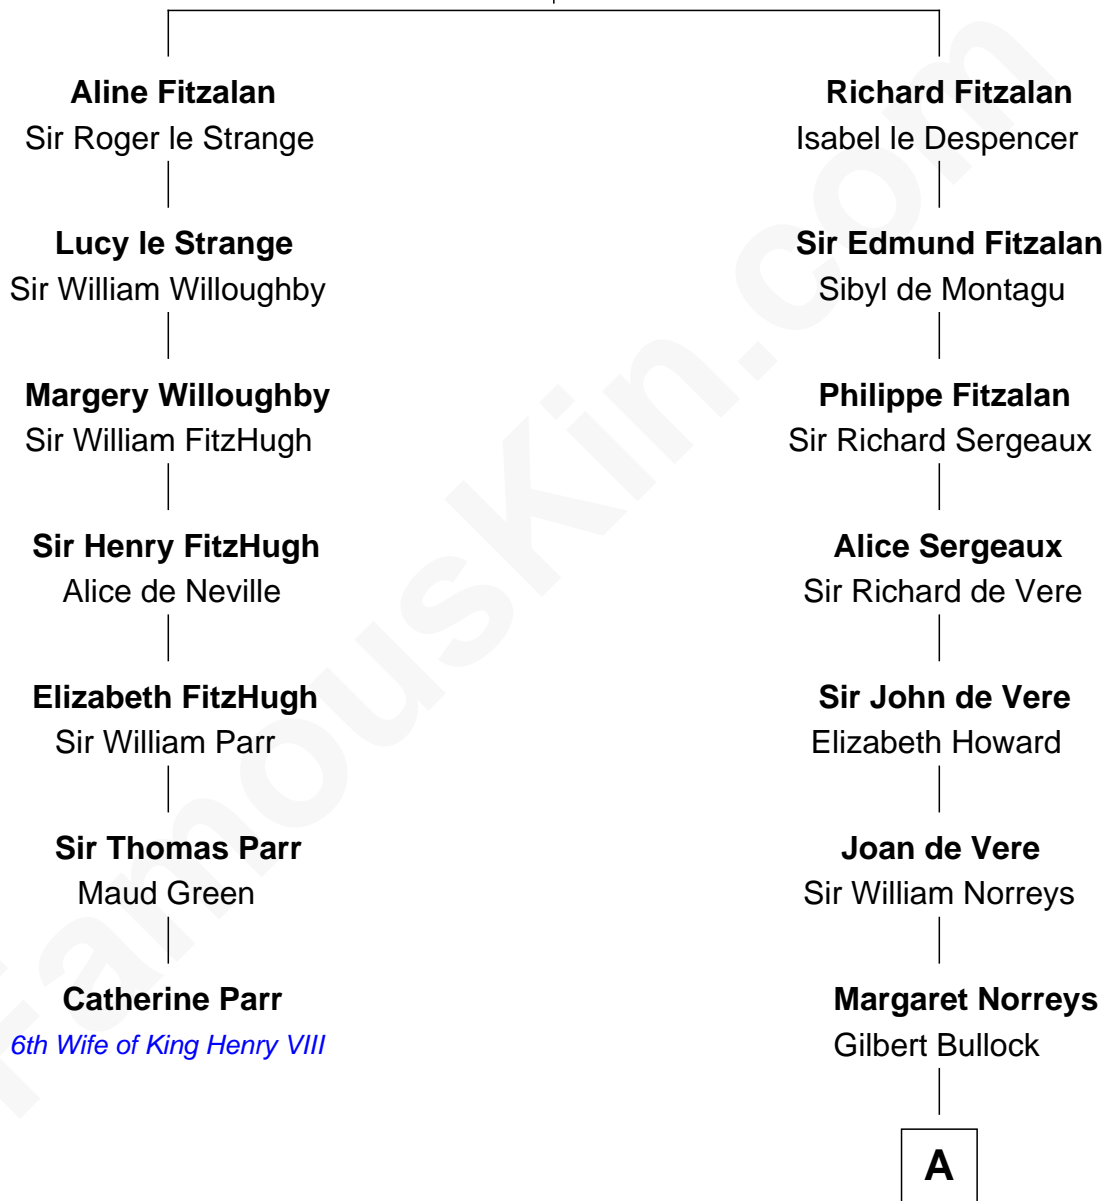 Aline Fitzalan
Sir Roger le Strange
Lucy le Strange
Sir William Willoughby
Margery Willoughby
Sir William FitzHugh
Sir Henry FitzHugh
Alice de Neville
Elizabeth FitzHugh
Sir William Parr
Sir Thomas Parr
Maud Green
Catherine Parr
6th Wife of King Henry VIII
Richard Fitzalan
Isabel le Despencer
Sir Edmund Fitzalan
Sibyl de Montagu
Philippe Fitzalan
Sir Richard Sergeaux
Alice Sergeaux
Sir Richard de Vere
Sir John de Vere
Elizabeth Howard
Joan de Vere
Sir William Norreys
Margaret Norreys
Gilbert Bullock
A
FamousKin.com